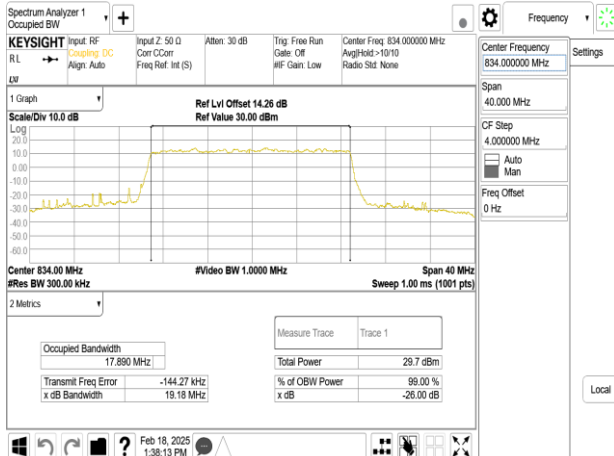 Spectrum Analyzer 1
Occupied BW
Frequency
KEYSIGHT
Input: RF
Coupling: DC
Align: Auto
Input Z: 50 Ω
Corr CCorr
Freq Ref: Int (S)
Atten: 30 dB
Trig: Free Run
Gate: Off
#IF Gain: Low
Center Freq: 834.000000 MHz
Avg|Hold:>10/10
Radio Std: None
RL
LXI
Center Frequency
834.000000 MHz
Settings
Span
40.000 MHz
CF Step
4.000000 MHz
Auto
Man
Freq Offset
0 Hz
1 Graph
Scale/Div 10.0 dB
Ref Lvl Offset 14.26 dB
Ref Value 30.00 dBm
Log
20.0
10.0
0.00
-10.0
-20.0
-30.0
-40.0
-50.0
-60.0
Center 834.00 MHz
#Video BW 1.0000 MHz
Span 40 MHz
#Res BW 300.00 kHz
Sweep 1.00 ms (1001 pts)
2 Metrics
Measure Trace Trace 1
Occupied Bandwidth
17.890 MHz
Total Power 29.7 dBm
Transmit Freq Error -144.27 kHz
% of OBW Power 99.00 %
x dB Bandwidth 19.18 MHz
x dB -26.00 dB
Local
?
Feb 18, 2025
1:38:13 PM